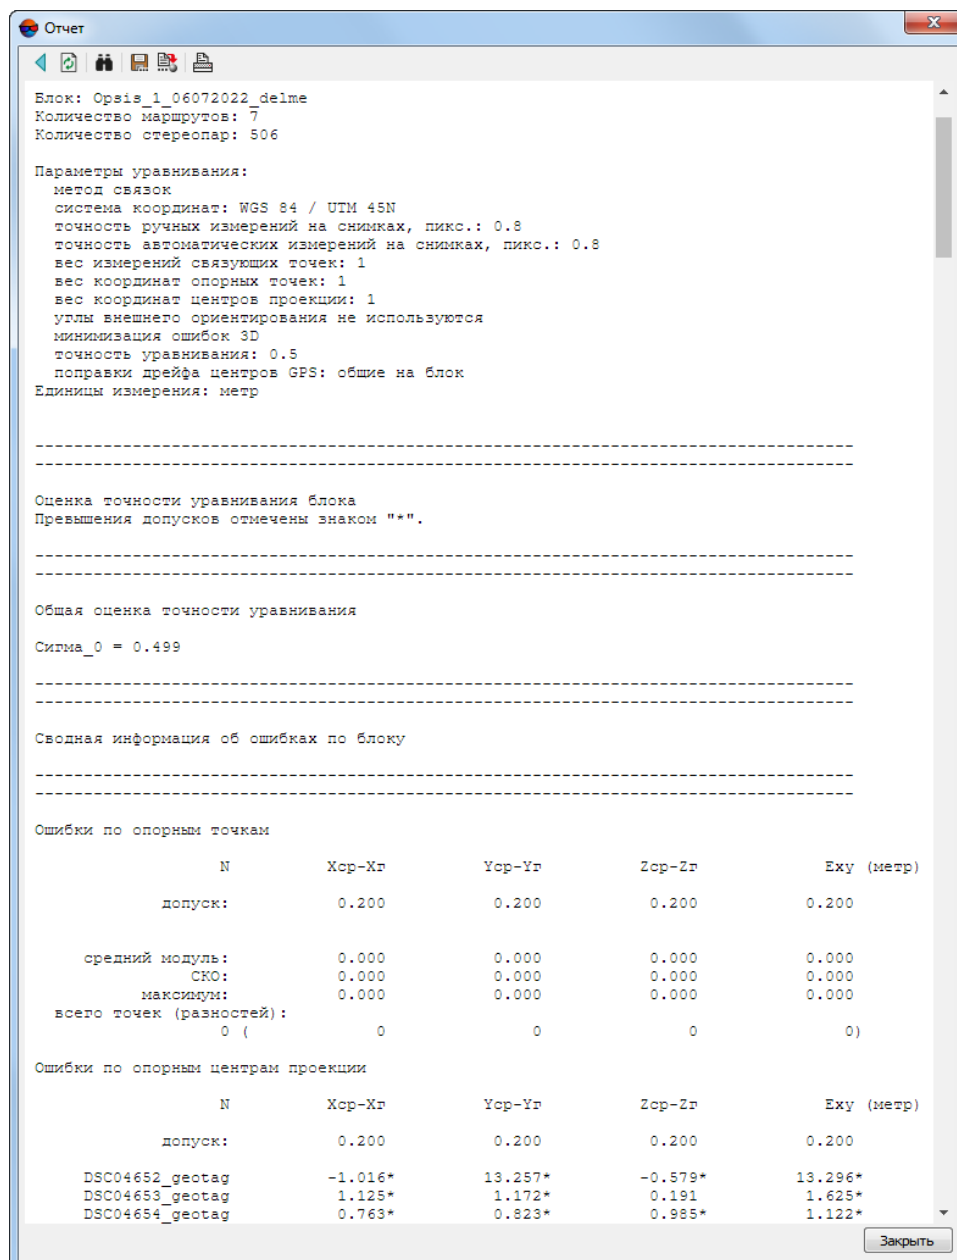 Отчет
Блок: Opsis_1_06072022_delme
Количество маршрутов: 7
Количество стереопар: 506
Параметры уравнивания:
метод связок
система координат: WGS 84 / UTM 45N
точность ручных измерений на снимках, пикс.: 0.8
точность автоматических измерений на снимках, пикс.: 0.8
вес измерений связующих точек: 1
вес координат опорных точек: 1
вес координат центров проекции: 1
углы внешнего ориентирования не используются
минимизация ошибок 3D
точность уравнивания: 0.5
поправки дрейфа центров GPS: общие на блок
Единицы измерения: метр
------------------------------------------------------------------------------------
------------------------------------------------------------------------------------
Оценка точности уравнивания блока
Превышения допусков отмечены знаком "*".
------------------------------------------------------------------------------------
------------------------------------------------------------------------------------
Общая оценка точности уравнивания
Сигма_0 = 0.499
------------------------------------------------------------------------------------
------------------------------------------------------------------------------------
Сводная информация об ошибках по блоку
------------------------------------------------------------------------------------
------------------------------------------------------------------------------------
Ошибки по опорным точкам
N Xср-Xг Yср-Yг Zср-Zг Exy (метр)
допуск: 0.200 0.200 0.200 0.200
средний модуль: 0.000 0.000 0.000 0.000
СКО: 0.000 0.000 0.000 0.000
максимум: 0.000 0.000 0.000 0.000
всего точек (разностей):
0 ( 0 0 0 0)
Ошибки по опорным центрам проекции
N Xср-Xг Yср-Yг Zср-Zг Exy (метр)
допуск: 0.200 0.200 0.200 0.200
DSC04652_geotag -1.016* 13.257* -0.579* 13.296*
DSC04653_geotag 1.125* 1.172* 0.191 1.625*
DSC04654_geotag 0.763* 0.823* 0.985* 1.122*
Закрыть